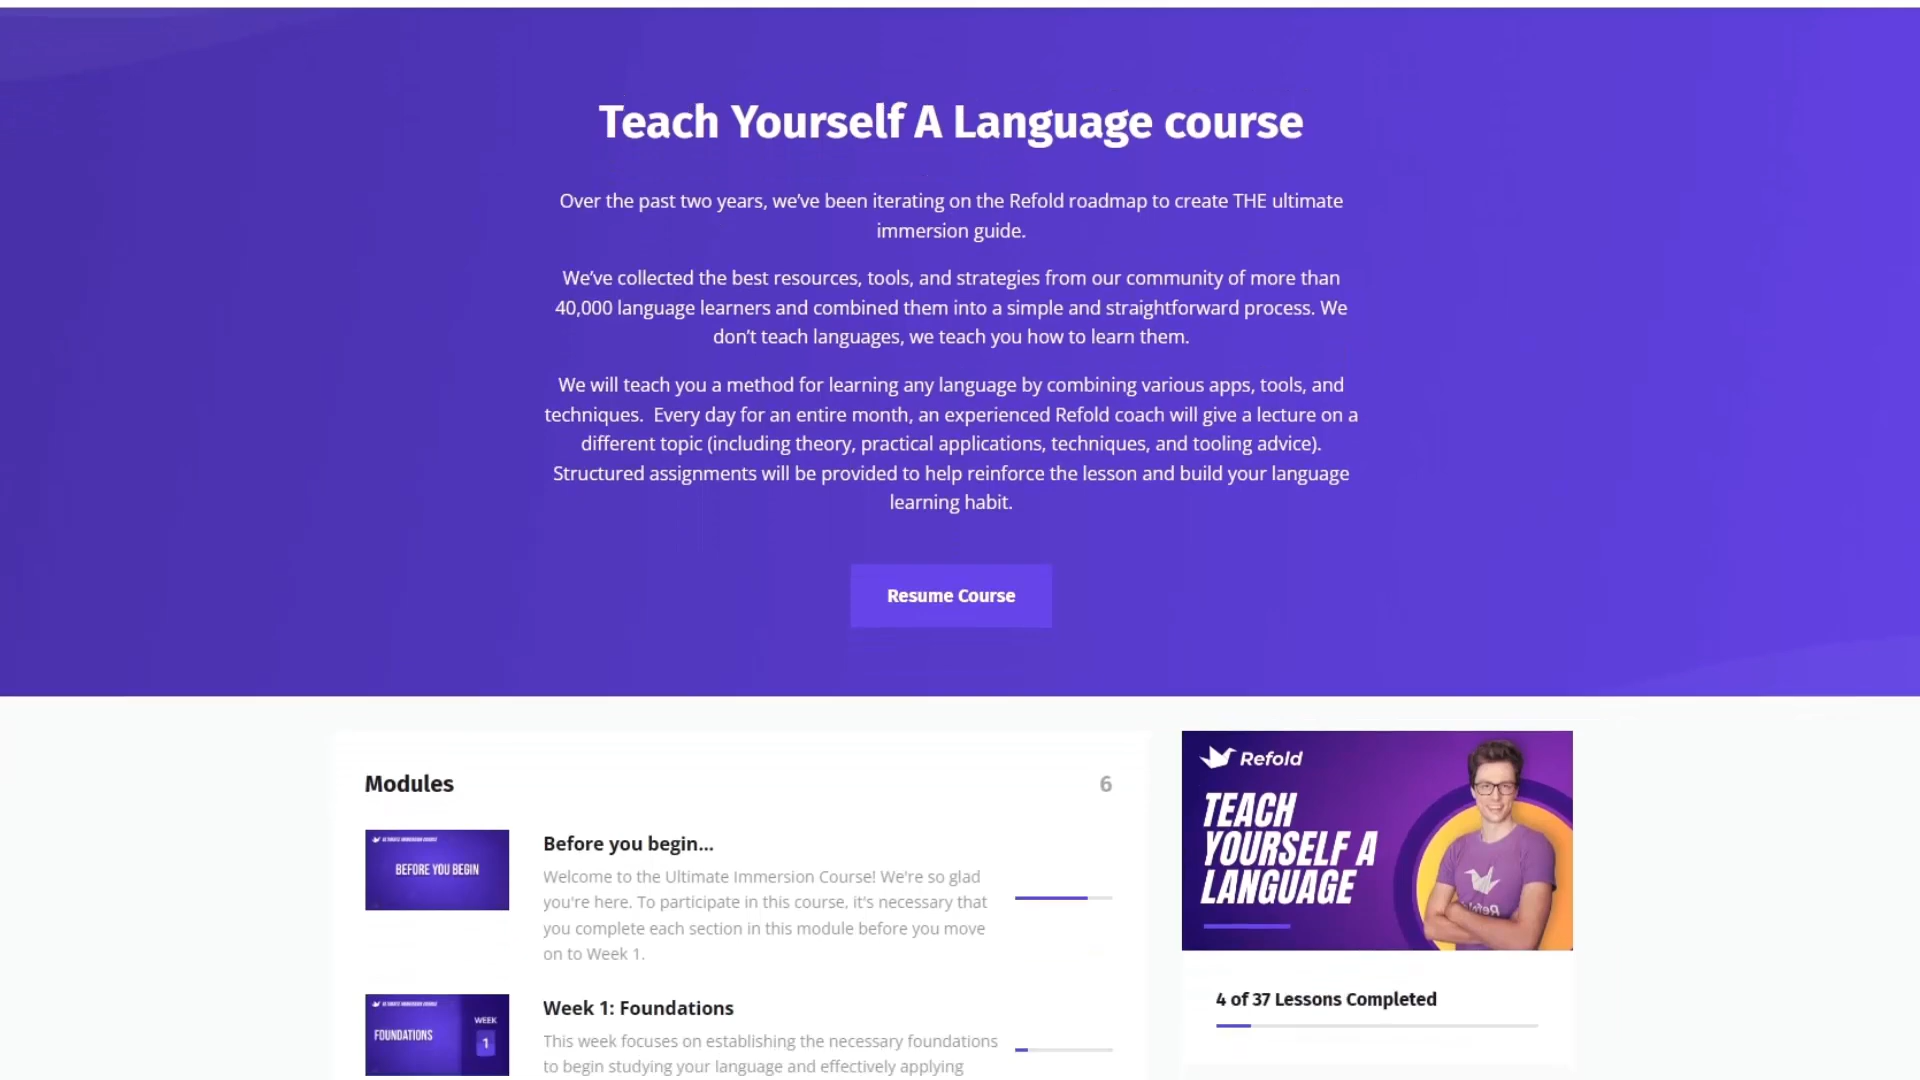 Teach Yourself A Language course
Over the past two years, we've been iterating on the Refold roadmap to create THE ultimate
immersion guide.
We've collected the best resources, tools, and strategies from our community of more than
40,000 language learners and combined them into a simple and straightforward process. We
don't teach languages, we teach you how to learn them.
We will teach you a method for learning any language by combining various apps, tools, and
techniques.  Every day for an entire month, an experienced Refold coach will give a lecture on a
different topic (including theory, practical applications, techniques, and tooling advice).
Structured assignments will be provided to help reinforce the lesson and build your language
learning habit.
Resume Course
Modules
6
ULTIMATE IMMERSION COURSE
BEFORE YOU BEGIN
Before you begin...
Welcome to the Ultimate Immersion Course! We're so glad
you're here. To participate in this course, it's necessary that
you complete each section in this module before you move
on to Week 1.
ULTIMATE IMMERSION COURSE
FOUNDATIONS
WEEK
1
Week 1: Foundations
This week focuses on establishing the necessary foundations
to begin studying your language and effectively applying
Refold
TEACH
YOURSELF A
LANGUAGE
Refold
4 of 37 Lessons Completed